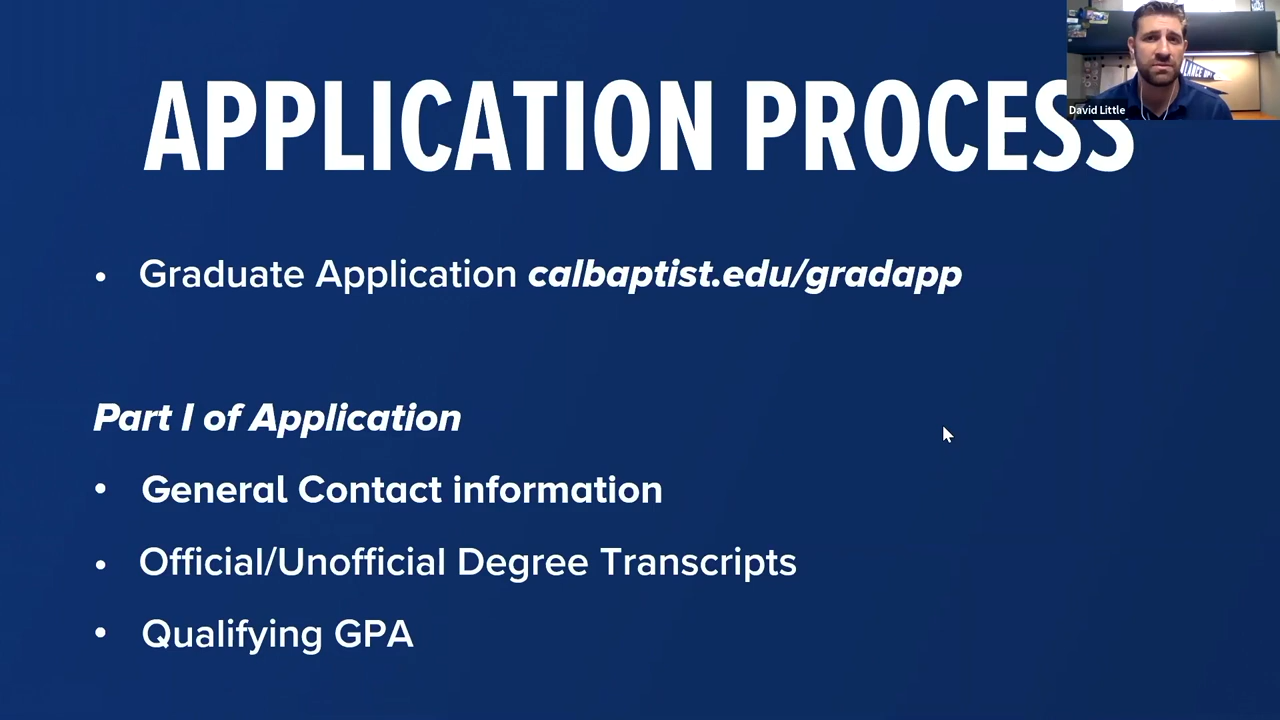 APPLICATION PROCESS
David Little
• Graduate Application calbaptist.edu/gradapp
Part I of Application
• General Contact information
• Official/Unofficial Degree Transcripts
• Qualifying GPA